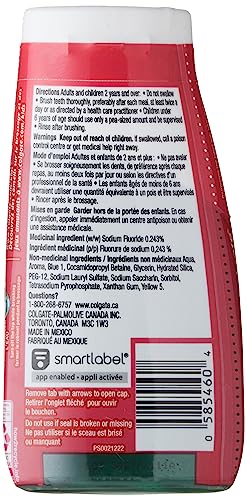 Directions Adults and children 2 years and over: • Do not swallow
• Brush teeth thoroughly, preferably after each meal, at least twice a
day or as directed by a health care practitioner • Children under
6 years of age should use only a pea-sized amount and be supervised
• Rinse after brushing.
Warnings Keep out of reach of children. If swallowed, call a poison
control centre or get medical help right away.
Mode d'emploi Adultes et enfants de 2 ans et plus : • Ne pas avaler
• Se brosser soigneusement les dents, de préférence après chaque
repas, au moins deux fois par jour ou selon les directives d'un
professionnel de la santé • Les enfants âgés de moins de 6 ans
devraient utiliser une quantité équivalente à un pois et être supervisés
• Rincer après le brossage.
Mises en garde Garder hors de la portée des enfants. En cas
d'ingestion, appeler immédiatement un centre antipoison ou obtenir
une assistance médicale.
Medicinal ingredient (w/w) Sodium Fluoride 0.243%
Ingrédient médicinal (p/p) Fluorure de sodium 0,243 %
Non-medicinal Ingredients / Ingrédients non médicinaux Aqua,
Aroma, Blue 1, Cocamidopropyl Betaine, Glycerin, Hydrated Silica,
PEG-12, Sodium Lauryl Sulfate, Sodium Saccharin, Sorbitol,
Tetrasodium Pyrophosphate, Xanthan Gum, Yellow 5
Questions?
1-800-268-6757 www.colgate.ca
COLGATE-PALMOLIVE CANADA INC.
TORONTO, CANADA M3C 1W3
MADE IN MEXICO
FABRIQUÉ AU MEXIQUE
smartlabel®
app enabled - appli activée
0 585460 4
Remove tab with arrows to open cap.
Retirer l'onglet fléché pour ouvrir
le bouchon.
Do not use if seal is broken or missing
Ne pas utiliser si le sceau est brisé
ou manquant
PS0021222